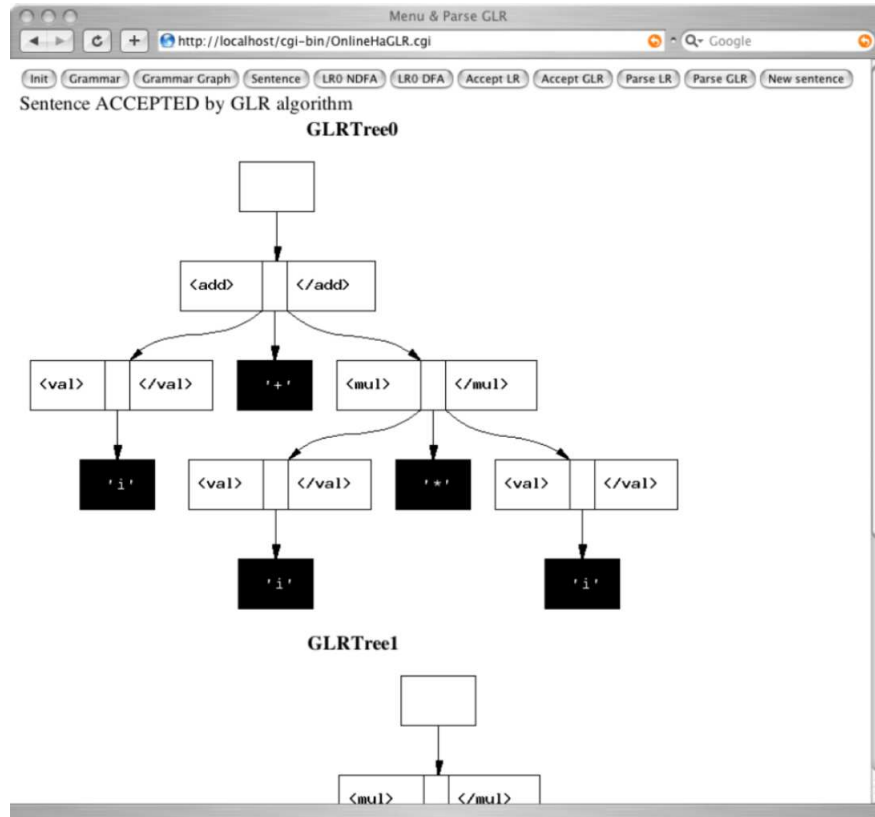 Menu & Parse GLR
http://localhost/cgi-bin/OnlineHaGLR.cgi Google
Init Grammar Grammar Graph Sentence LR0 NDFA LR0 DFA Accept LR Accept GLR Parse LR Parse GLR New sentence
Sentence ACCEPTED by GLR algorithm
GLRTree0
<add> </add>
<val> </val> '+' <mul> </mul>
'i' <val> </val> '*' <val> </val>
'i' 'i'
GLRTree1
<mul> </mul>